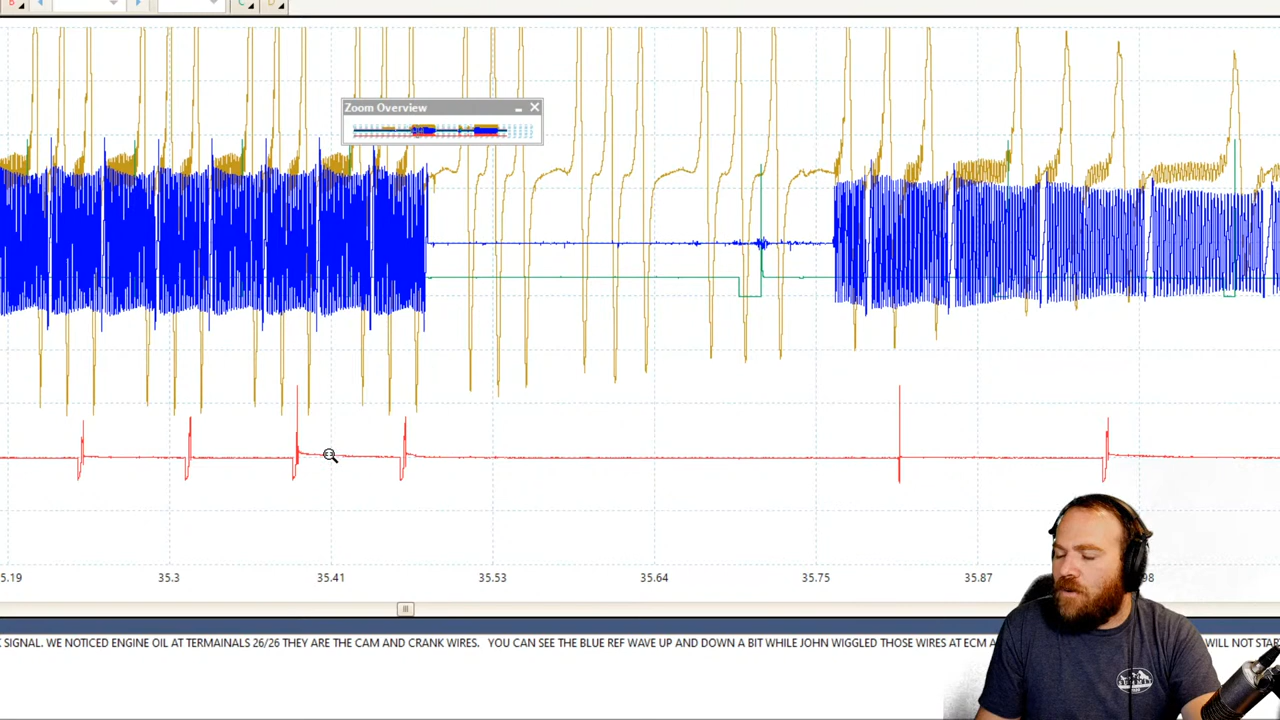 B
C
D
Zoom Overview
5.19 35.3 35.41 35.53 35.64 35.75 35.87 98
SIGNAL. WE NOTICED ENGINE OIL AT TERMAINALS 26/26 THEY ARE THE CAM AND CRANK WIRES. YOU CAN SEE THE BLUE REF WAVE UP AND DOWN A BIT WHILE JOHN WIGGLED THOSE WIRES AT ECM WILL NOT
SUMMIT